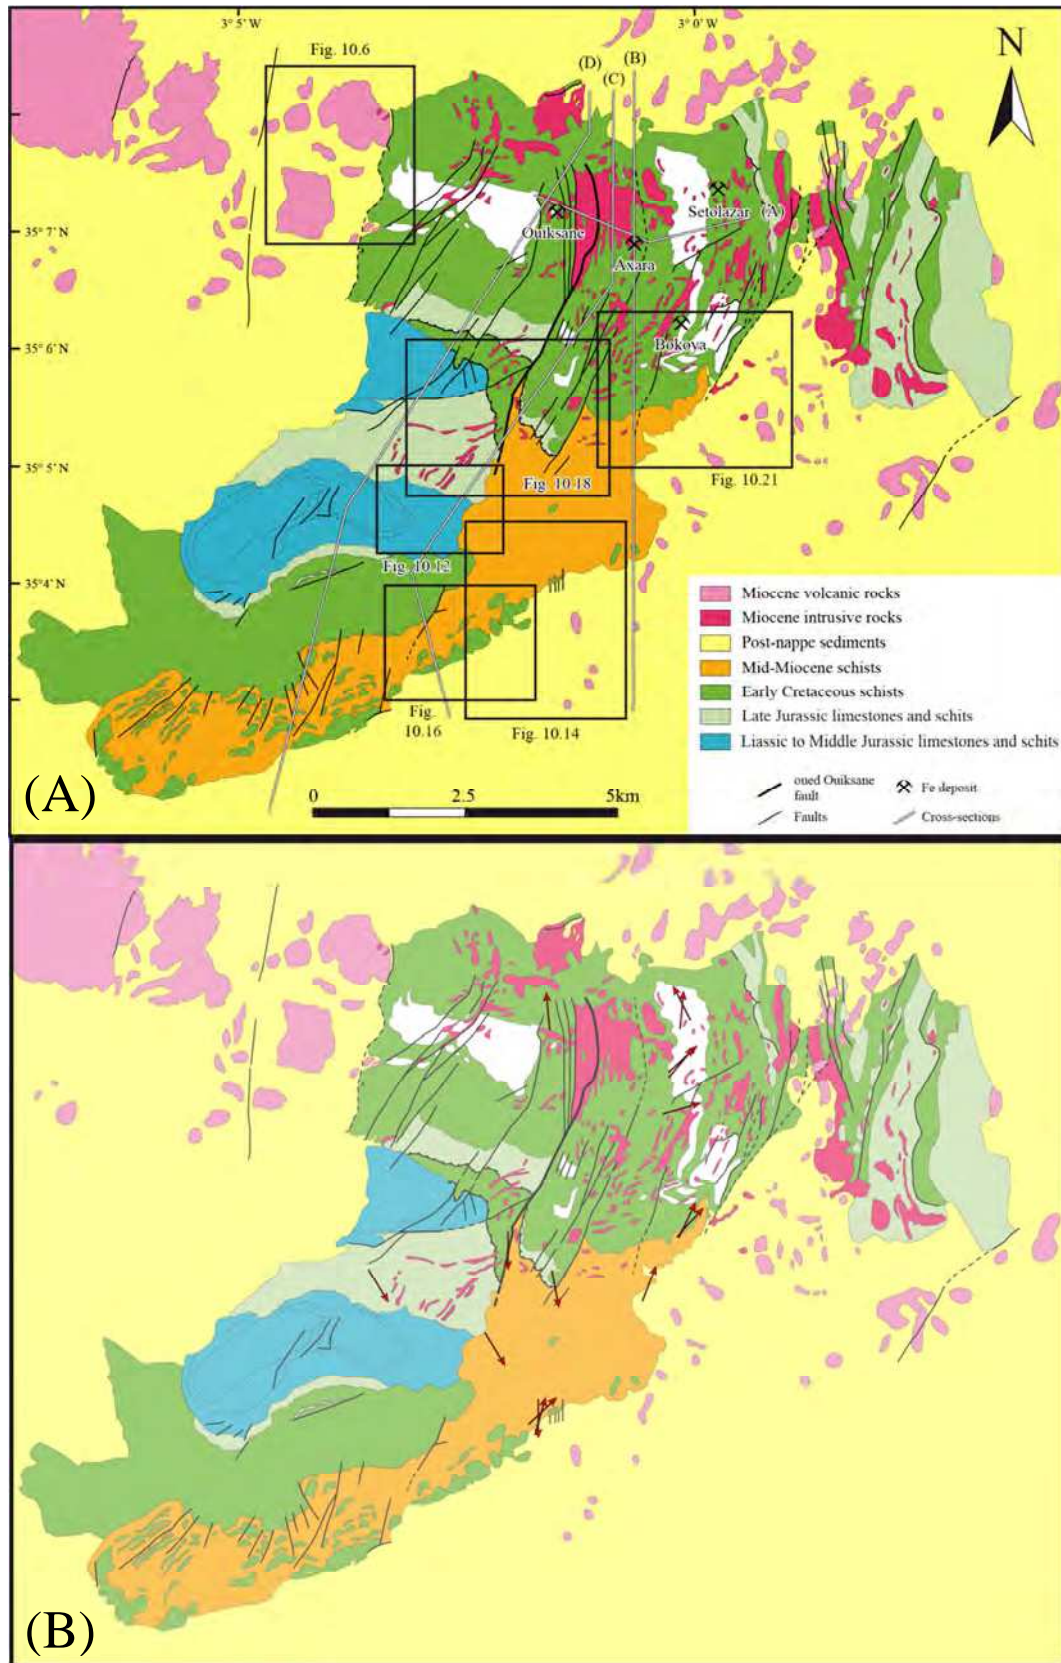 3° 5' W
3° 0' W
Fig. 10.6
N
(D)
(B)
(C)
35° 7' N
Setolazar (A)
Ouiksane
Axara
35° 6' N
Bokoya
35° 5' N
Fig. 10.18
Fig. 10.21
Fig. 10.12
35° 4' N
Fig.
10.16
Fig. 10.14
Miocene volcanic rocks
Miocene intrusive rocks
Post-nappe sediments
Mid-Miocene schists
Early Cretaceous schists
Late Jurassic limestones and schits
Liassic to Middle Jurassic limestones and schits
oued Ouiksane
fault
Fe deposit
Faults
Cross-sections
0 2.5 5km
(A)
(B)